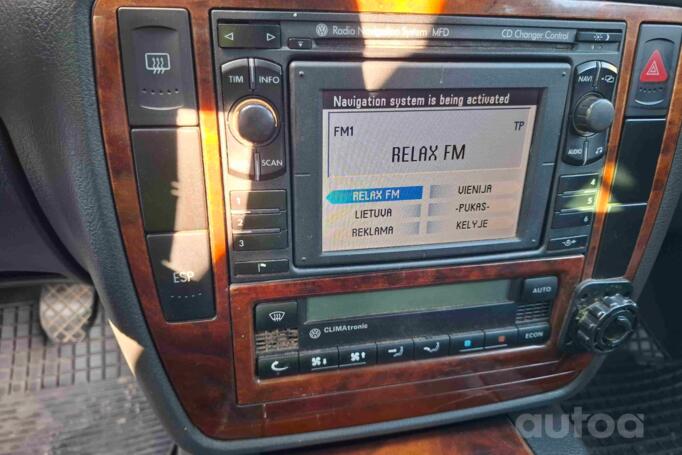 Radio Navigation System MFD
CD Changer Control
TIM
INFO
NAVI
Navigation system is being activated
FM1
TP
RELAX FM
RELAX FM
VIENIJA
LIETUVA
-PUKAS-
REKLAMA
KELYJE
SCAN
AUDIO
1
2
3
4
5
6
ESP
CLIMAtronic
AUTO
ECON
autoa